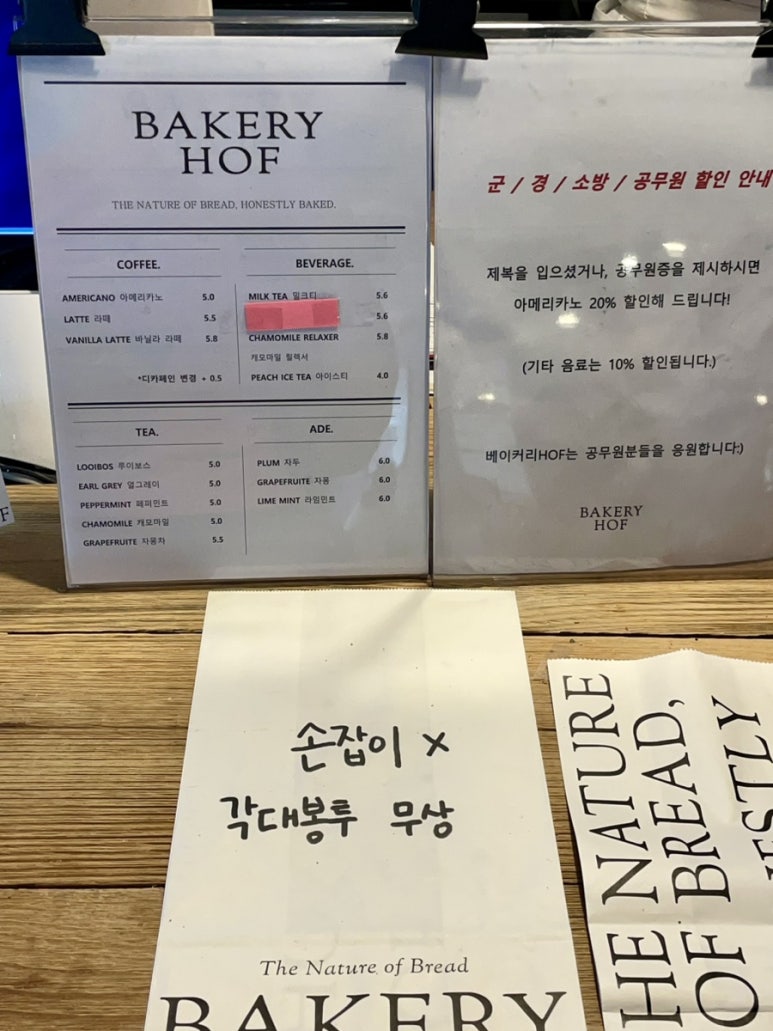 BAKERY
HOF
THE NATURE OF BREAD, HONESTLY BAKED.
COFFEE.
AMERICANO 아메리카노 5.0
LATTE 라떼 5.5
VANILLA LATTE 바닐라 라떼 5.8
*디카페인 변경 + 0.5
BEVERAGE.
MILK TEA 밀크티 5.6
5.6
CHAMOMILE RELAXER 5.8
캐모마일 릴렉서
PEACH ICE TEA 아이스티 4.0
TEA.
LOOIBOS 루이보스 5.0
EARL GREY 얼그레이 5.0
PEPPERMINT 페퍼민트 5.0
CHAMOMILE 캐모마일 5.0
GRAPEFRUITE 자몽차 5.5
ADE.
PLUM 자두 6.0
GRAPEFRUITE 자몽 6.0
LIME MINT 라임민트 6.0
군 / 경 / 소방 / 공무원 할인 안내
제복을 입으셨거나, 공무원증을 제시하시면
아메리카노 20% 할인해 드립니다!
(기타 음료는 10% 할인됩니다.)
베이커리HOF는 공무원분들을 응원합니다:)
BAKERY
HOF
F
손잡이 x
각대봉투 무상
The Nature of Bread
BAKERY
HE NATURE
OF BREAD,
ESTLY